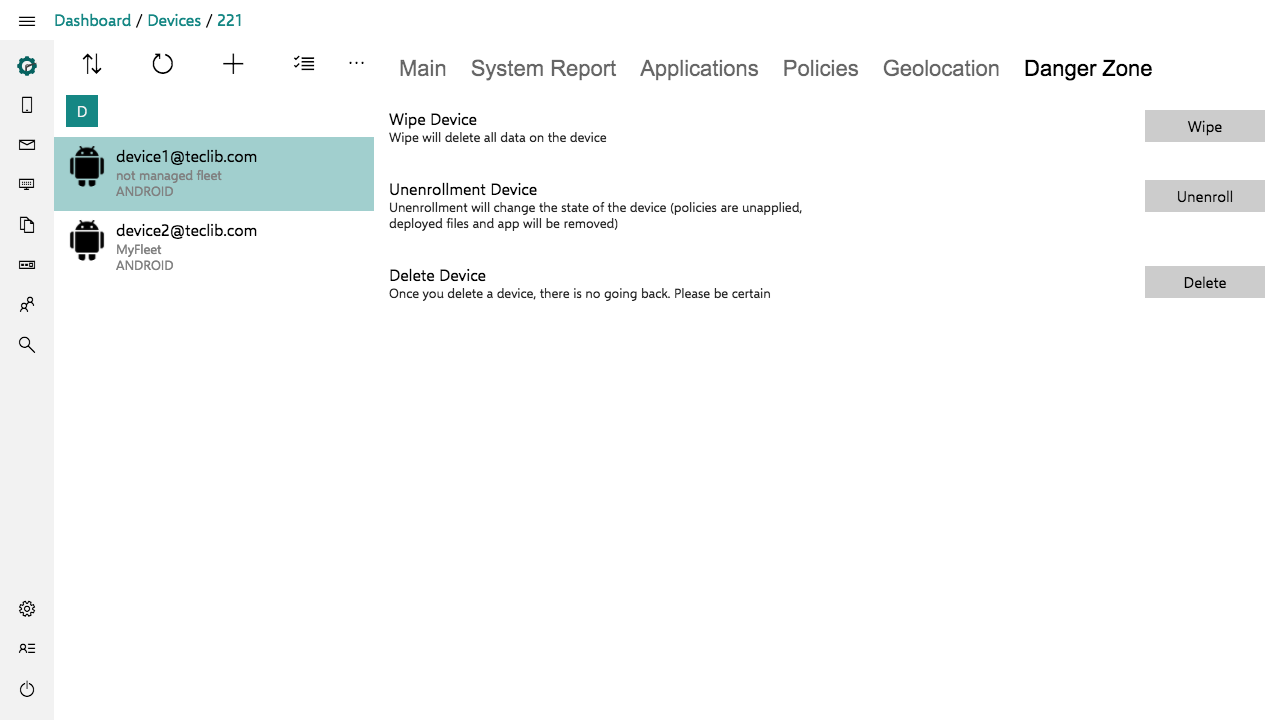 Dashboard / Devices / 221
Main System Report Applications Policies Geolocation Danger Zone
D
device1@teclib.com
not managed fleet
ANDROID
device2@teclib.com
MyFleet
ANDROID
Wipe Device
Wipe will delete all data on the device
Wipe
Unenrollment Device
Unenrollment will change the state of the device (policies are unapplied,
deployed files and app will be removed)
Unenroll
Delete Device
Once you delete a device, there is no going back. Please be certain
Delete